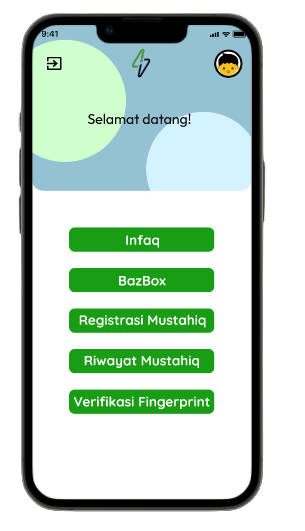 9:41
Selamat datang!
Infaq
BazBox
Registrasi Mustahiq
Riwayat Mustahiq
Verifikasi Fingerprint